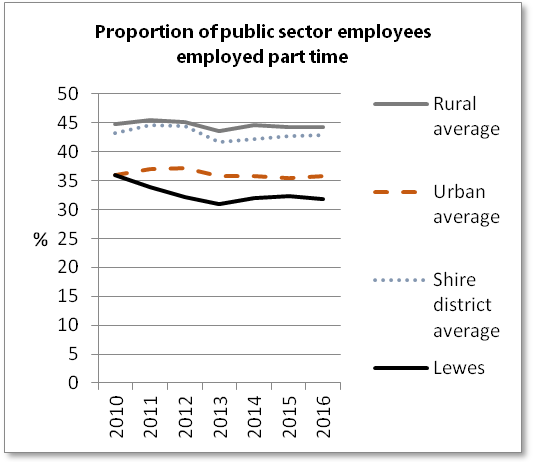 Proportion of public sector employees
employed part time
50
45
40
35
30
25
20
15
10
5
0
%
2010
2011
2012
2013
2014
2015
2016
Rural
average
Urban
average
Shire
district
average
Lewes